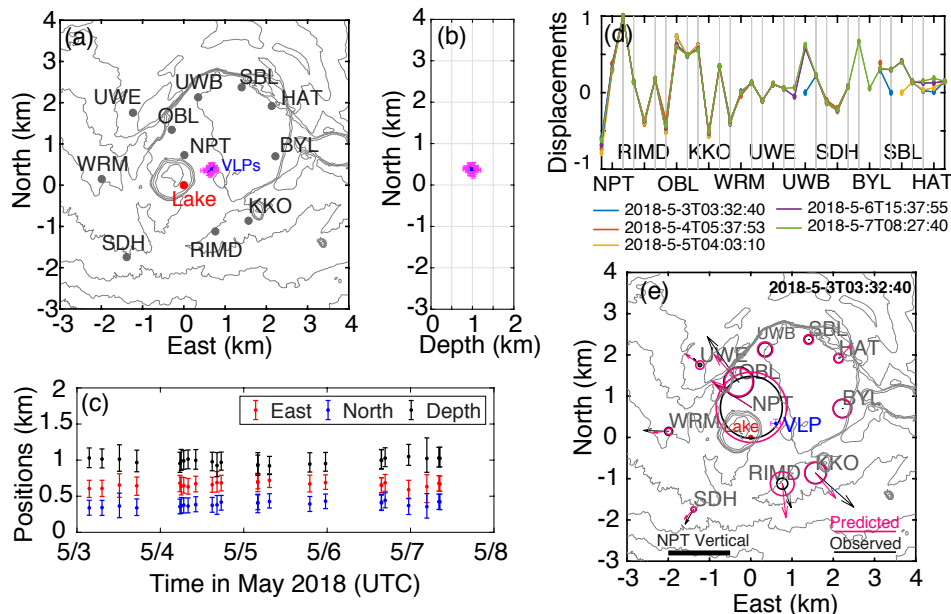 (a)
4
3
2
1
0
-1
-2
-3
North (km)
-3 -2 -1 0 1 2 3 4
East (km)
UWE
UWB
SBL
HAT
OBL
NPT
BYL
WRM
VLPs
Lake
KKO
SDH
RIMD
(b)
4
3
2
1
0
-1
-2
-3
North (km)
0 1 2
Depth (km)
(d)
Displacements
1
0
-1
RIMD KKO UWE SDH SBL
NPT OBL WRM UWB BYL HAT
2018-5-3T03:32:40
2018-5-4T05:37:53
2018-5-5T04:03:10
2018-5-6T15:37:55
2018-5-7T08:27:40
(c)
Positions (km)
2
1.5
1
0.5
0
East North Depth
5/3 5/4 5/5 5/6 5/7 5/8
Time in May 2018 (UTC)
(e)
2018-5-3T03:32:40
North (km)
4
3
2
1
0
-1
-2
-3
UWB
SBL
UWE
HAT
OBL
NPT
BYL
Lake
VLP
WRM
RIMD
KKO
SDH
Predicted
Observed
NPT Vertical
-3 -2 -1 0 1 2 3 4
East (km)